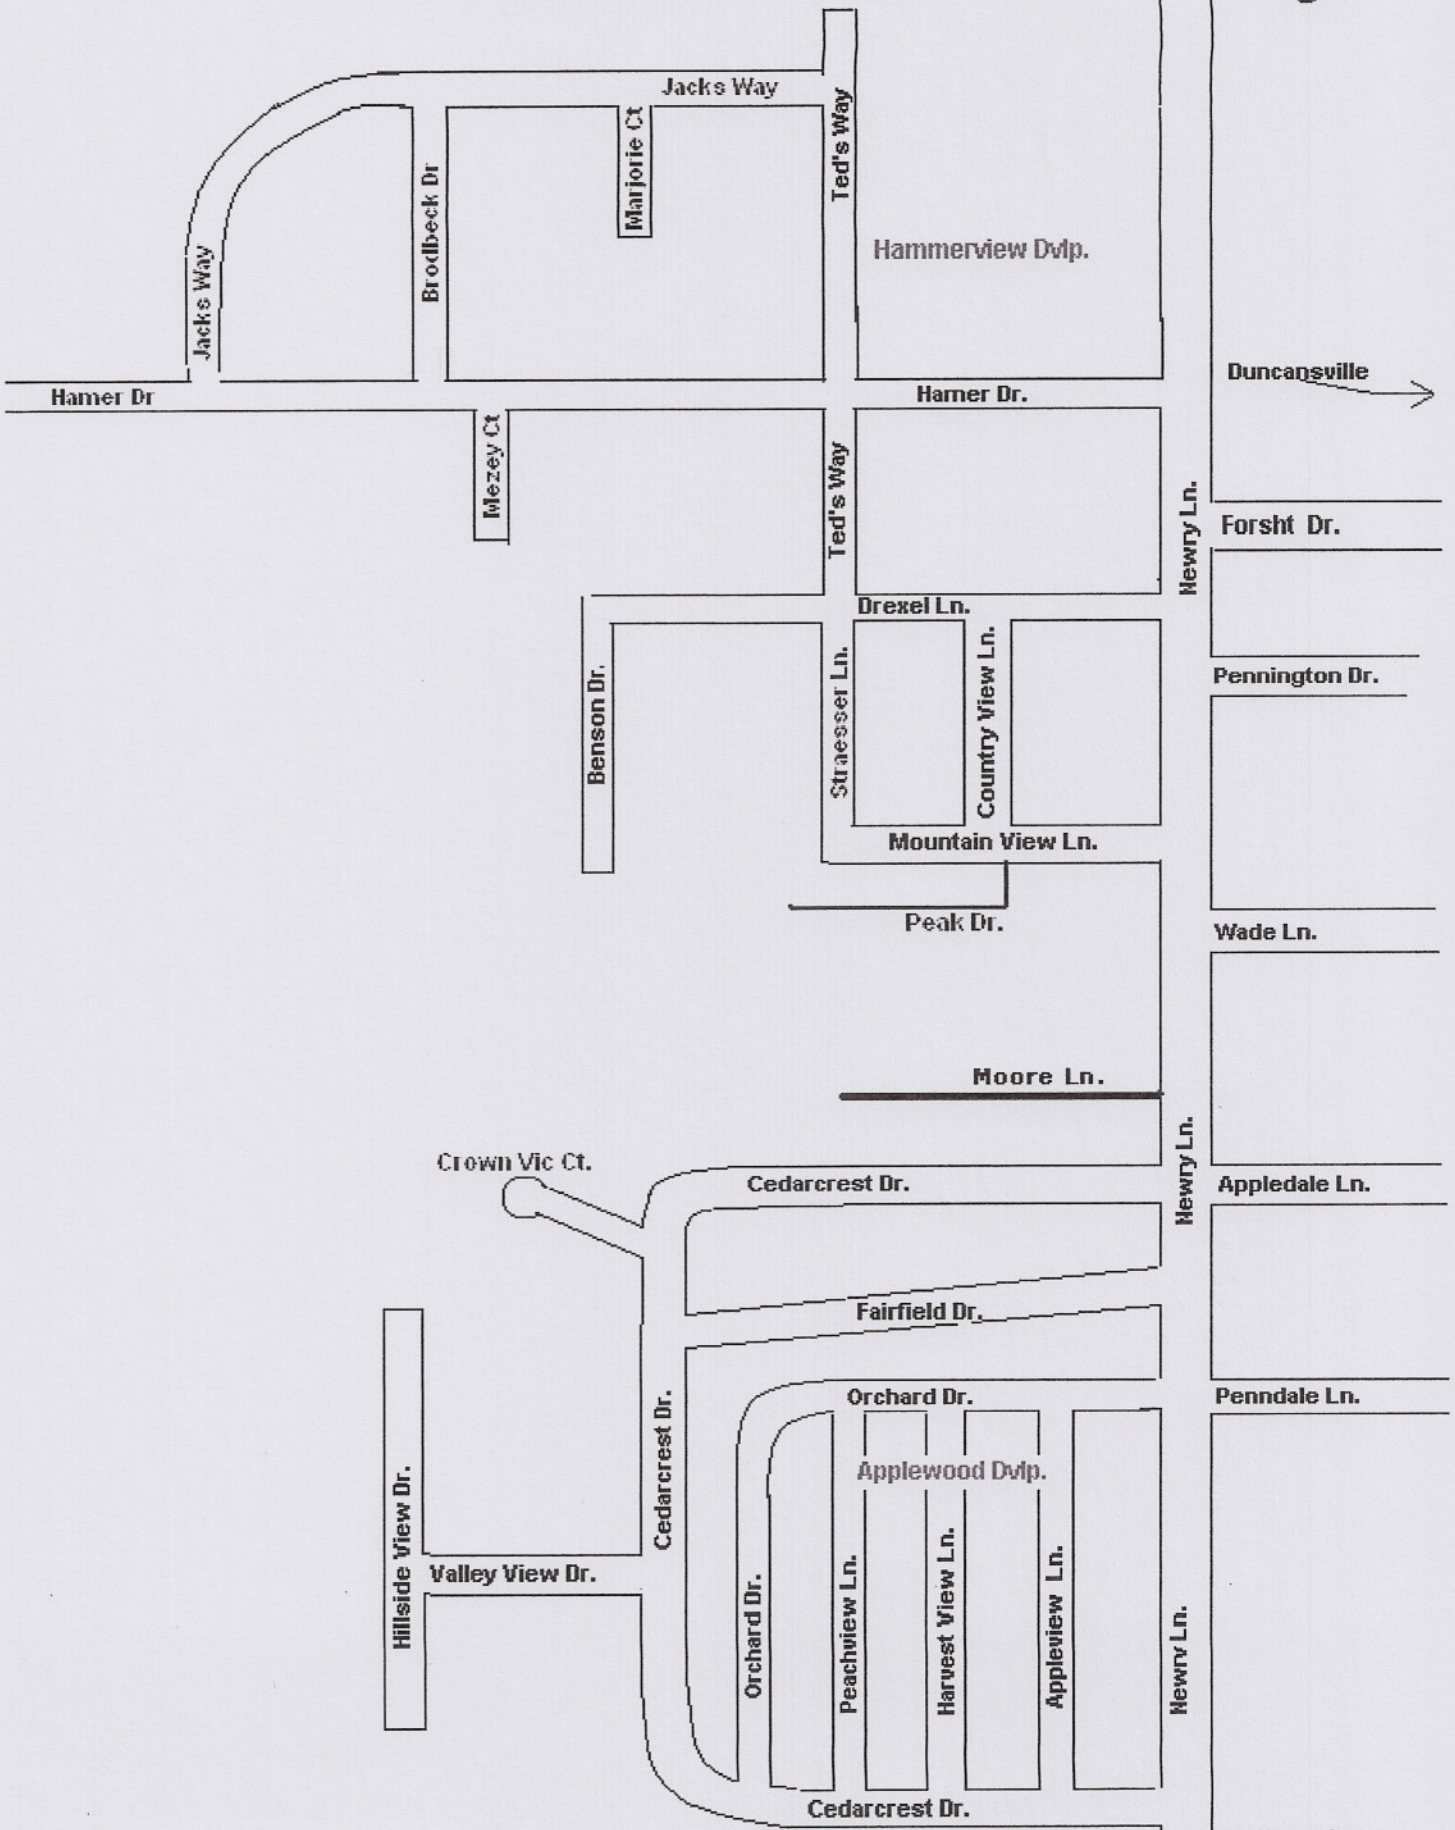 Jacks Way
Marjorie Ct
Ted's Way
Brodbeck Dr
Hammerview Dvlp.
Jacks Way
Duncansville
Hamer Dr
Hamer Dr.
Mezey Ct
Ted's Way
Newry Ln.
Forsht Dr.
Drexel Ln.
Benson Dr.
Straesser Ln.
Country View Ln.
Pennington Dr.
Mountain View Ln.
Peak Dr.
Wade Ln.
Moore Ln.
Crown Vic Ct.
Cedarcrest Dr.
Newry Ln.
Appledale Ln.
Fairfield Dr.
Orchard Dr.
Penndale Ln.
Cedarcrest Dr.
Applewood Dvlp.
Hillside View Dr.
Valley View Dr.
Orchard Dr.
Peachview Ln.
Harvest View Ln.
Appleview Ln.
Newry Ln.
Cedarcrest Dr.